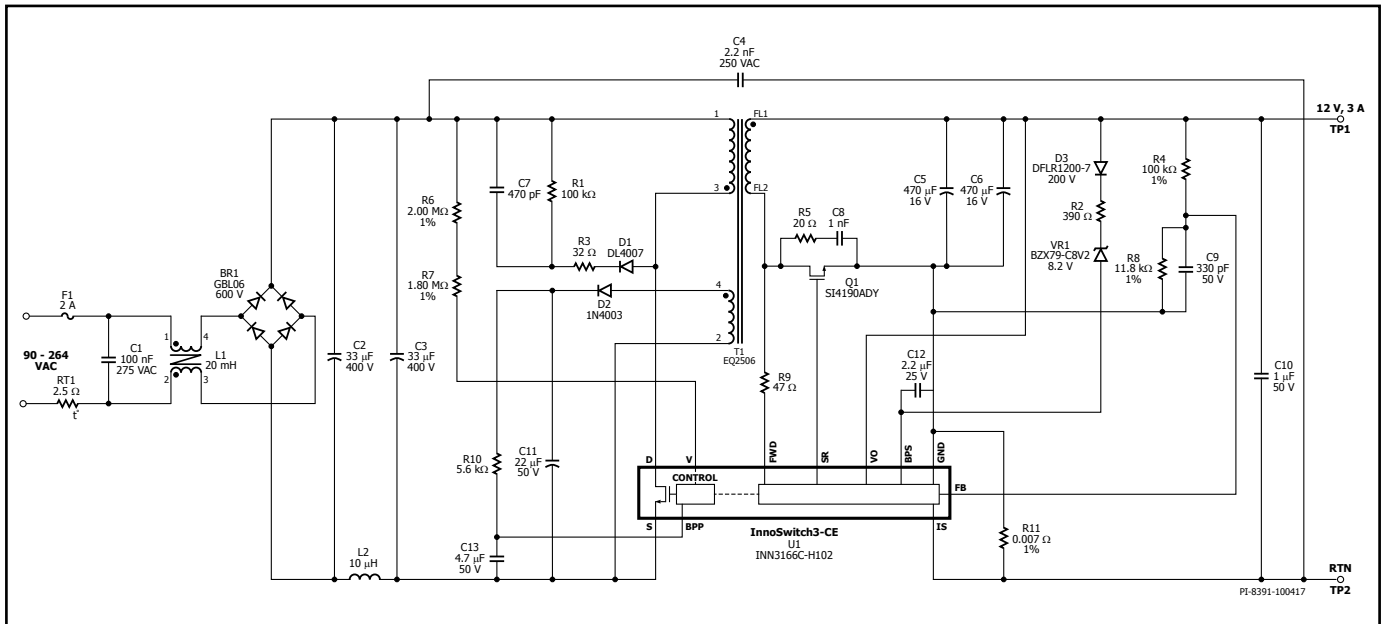 C4
2.2 nF
250 VAC
12 V, 3 A
TP1
1
FL1
3
FL2
C7
470 pF
R1
100 kΩ
R6
2.00 MΩ
1%
R3
32 Ω
D1
DL4007
R5
20 Ω
C8
1 nF
C5
470 µF
16 V
C6
470 µF
16 V
D3
DFLR1200-7
200 V
R2
390 Ω
VR1
BZX79-C8V2
8.2 V
R4
100 kΩ
1%
R8
11.8 kΩ
1%
C9
330 pF
50 V
BR1
GBL06
600 V
R7
1.80 MΩ
1%
D2
1N4003
4
2
T1
EQ2506
Q1
SI4190ADY
F1
2 A
90 - 264
VAC
RT1
2.5 Ω
t°
C1
100 nF
275 VAC
1
4
2
3
L1
20 mH
C2
33 µF
400 V
C3
33 µF
400 V
R9
47 Ω
C12
2.2 µF
25 V
C10
1 µF
50 V
R10
5.6 kΩ
C11
22 µF
50 V
D
V
FWD
SR
VO
BPS
GND
CONTROL
FB
S
BPP
IS
InnoSwitch3-CE
U1
INN3166C-H102
R11
0.007 Ω
1%
C13
4.7 µF
50 V
L2
10 µH
RTN
TP2
PI-8391-100417